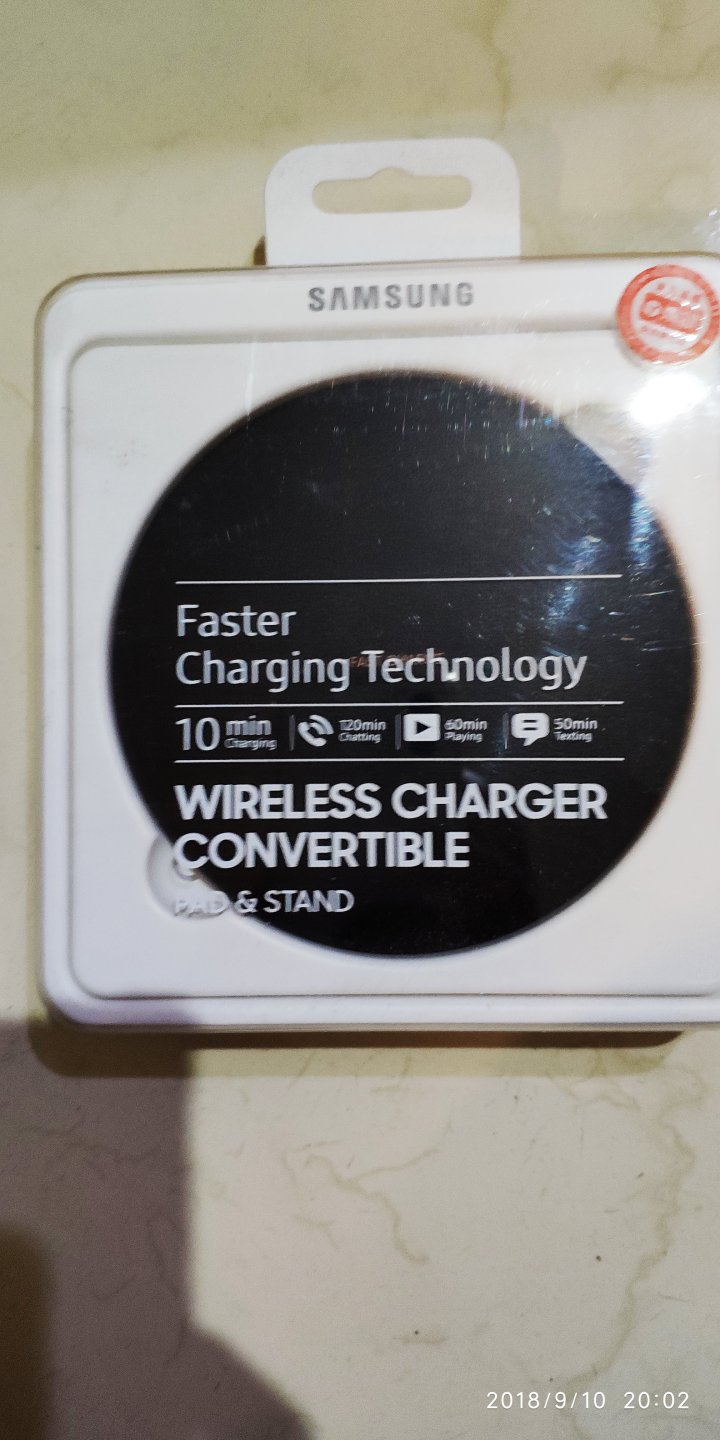 SAMSUNG
Faster
Charging Technology
10 min Charging
120min Chatting
60min Playing
50min Texting
WIRELESS CHARGER
CONVERTIBLE
PAD & STAND
2018/9/10 20:02